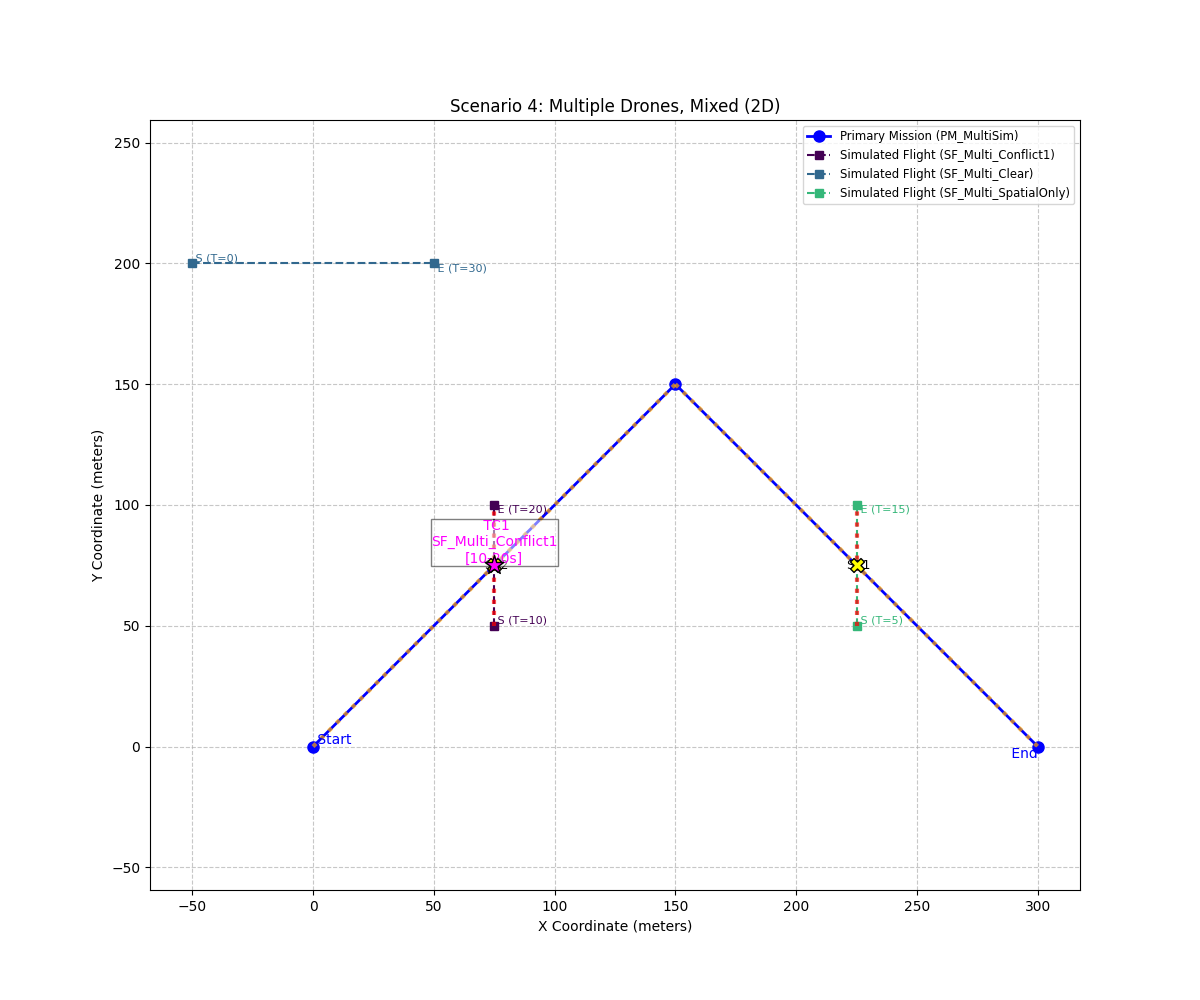 Scenario 4: Multiple Drones, Mixed (2D)
Primary Mission (PM_MultiSim)
Simulated Flight (SF_Multi_Conflict1)
Simulated Flight (SF_Multi_Clear)
Simulated Flight (SF_Multi_SpatialOnly)
250
200
150
100
50
0
−50
Y Coordinate (meters)
S (T=0)
E (T=30)
E (T=20)
TC1
SF_Multi_Conflict1
S (T=10)
E (T=15)
S (T=5)
Start
End
−50
0
50
100
150
200
250
300
X Coordinate (meters)